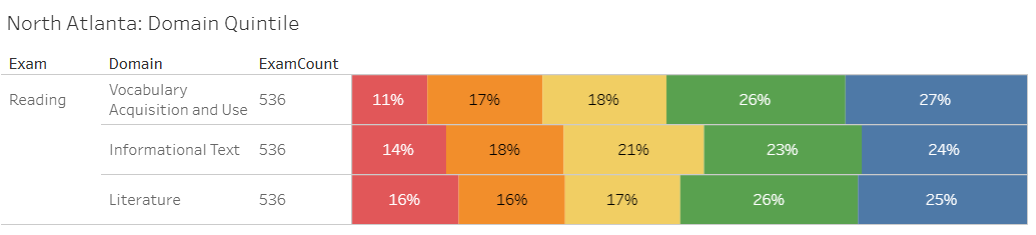 North Atlanta: Domain Quintile
Exam Domain ExamCount
Reading Vocabulary
Acquisition and Use 536 11% 17% 18% 26% 27%
Informational Text 536 14% 18% 21% 23% 24%
Literature 536 16% 16% 17% 26% 25%